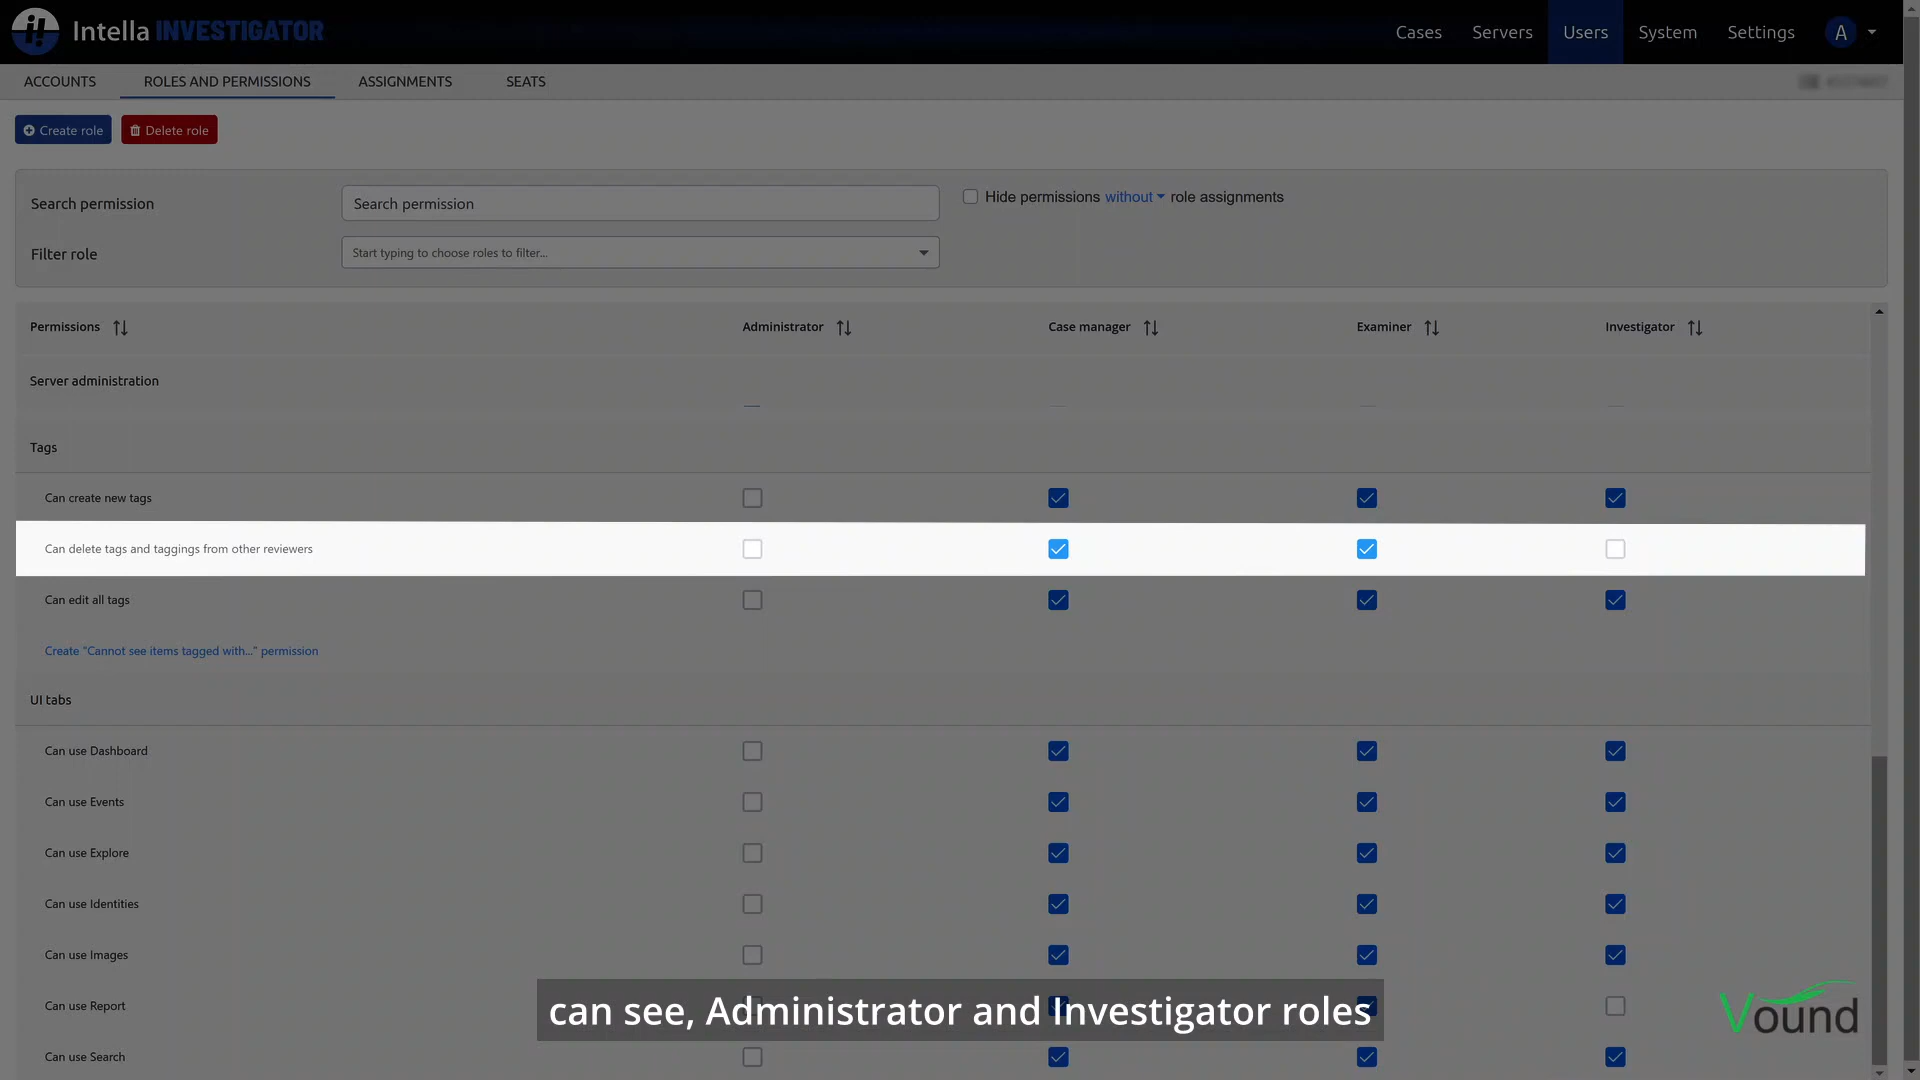 Intella INVESTIGATOR
Cases Servers Users System Settings A
ACCOUNTS ROLES AND PERMISSIONS ASSIGNMENTS SEATS
Create role Delete role
Search permission Search permission Hide permissions without role assignments
Filter role Start typing to choose roles to filter...
Permissions Administrator Case manager Examiner Investigator
Server administration
Tags
Can create new tags
Can delete tags and taggings from other reviewers
Can edit all tags
Create "Cannot see items tagged with..." permission
UI tabs
Can use Dashboard
Can use Events
Can use Explore
Can use Identities
Can use Images
Can use Report
can see, Administrator and Investigator roles
Vound
Can use Search